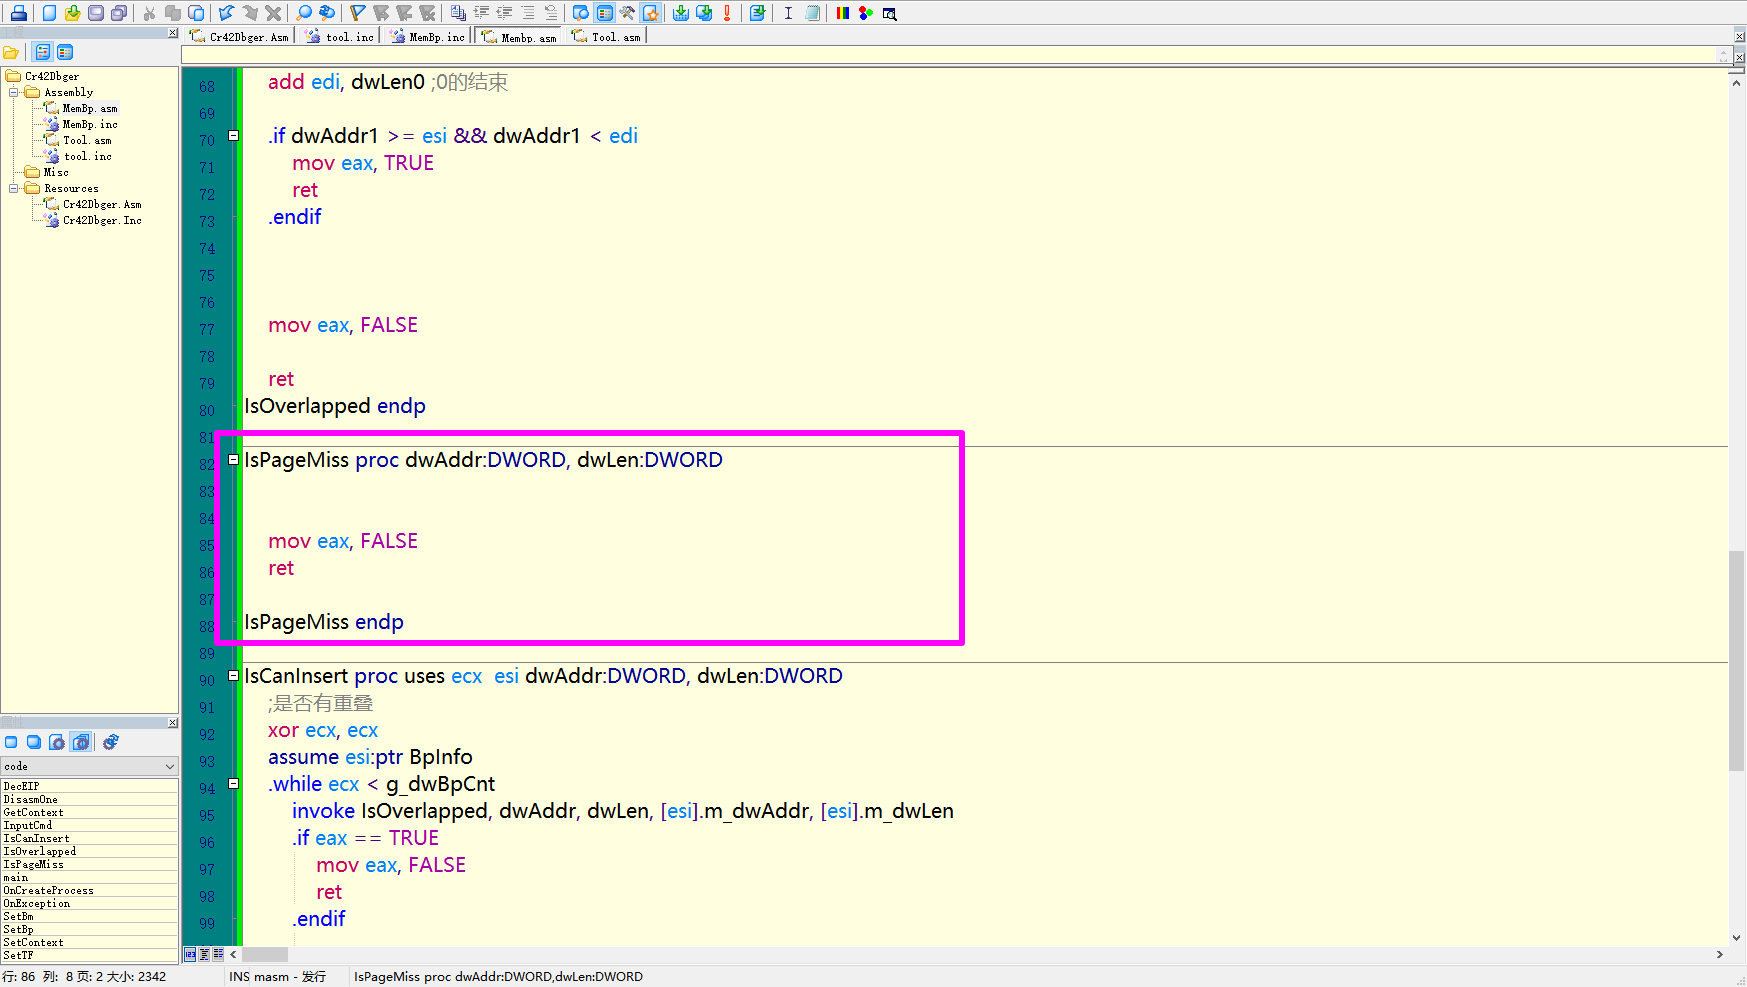 Cr42Dbger.Asm
tool.inc
MemBp.inc
Membp.asm
Tool.asm
Cr42Dbger
Assembly
MemBp.asm
MemBp.inc
Tool.asm
tool.inc
Misc
Resources
Cr42Dbger.Asm
Cr42Dbger.Inc
code
DecEIP
DisasmOne
GetContext
InputCmd
IsCanInsert
IsOverlapped
IsPageMiss
main
OnCreateProcess
OnException
SetBm
SetBp
SetContext
SetTF
68 add edi, dwLen0 ;0的结束
69
70 .if dwAddr1 >= esi && dwAddr1 < edi
71 mov eax, TRUE
72 ret
73 .endif
74
75
76
77 mov eax, FALSE
78
79 ret
80 IsOverlapped endp
81
82 IsPageMiss proc dwAddr:DWORD, dwLen:DWORD
83
84
85 mov eax, FALSE
86 ret
87
88 IsPageMiss endp
89
90 IsCanInsert proc uses ecx  esi dwAddr:DWORD, dwLen:DWORD
91 ;是否有重叠
92 xor ecx, ecx
93 assume esi:ptr BpInfo
94 .while ecx < g_dwBpCnt
95 invoke IsOverlapped, dwAddr, dwLen, [esi].m_dwAddr, [esi].m_dwLen
96 .if eax == TRUE
97 mov eax, FALSE
98 ret
99 .endif
行: 86 列: 8 页: 2 大小: 2342
INS masm - 发行
IsPageMiss proc dwAddr:DWORD,dwLen:DWORD